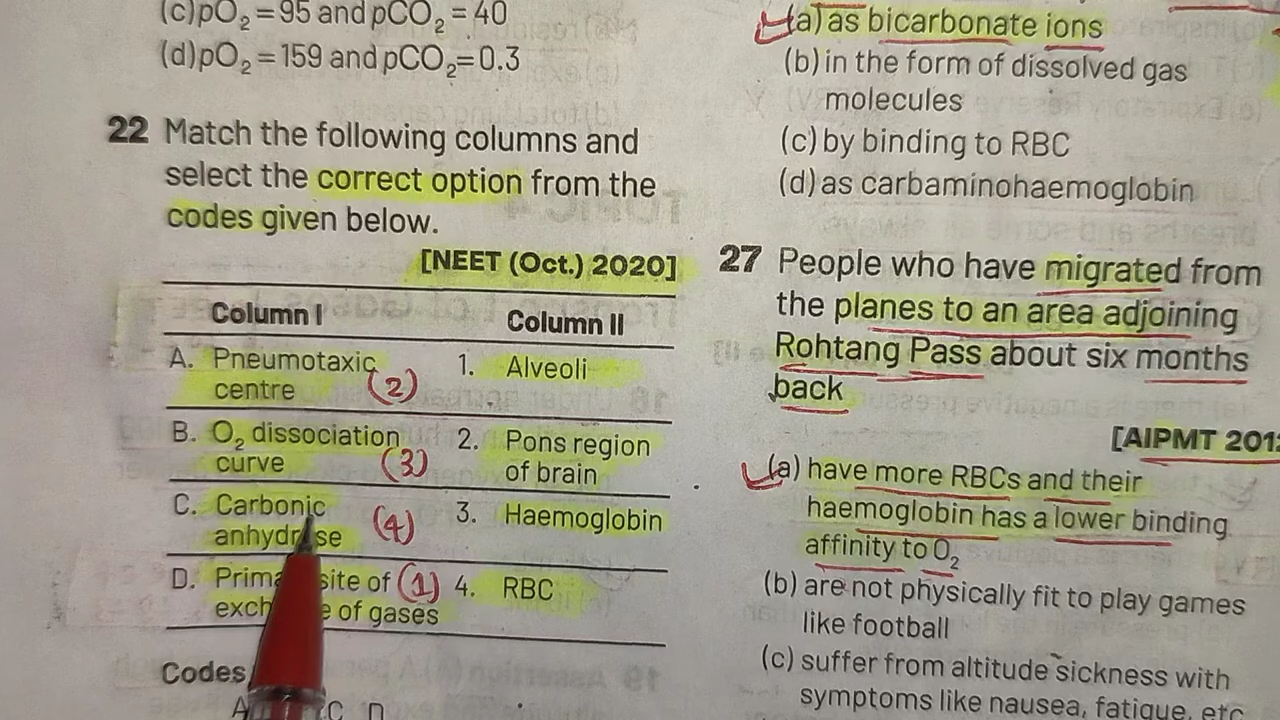 (c) pO₂ = 95 and pCO₂ = 40
(d) pO₂ = 159 and pCO₂= 0.3
22 Match the following columns and
select the correct option from the
codes given below.
[NEET (Oct.) 2020]
Column I Column II
A. Pneumotaxic centre (2) 1. Alveoli
B. O₂ dissociation curve (3) 2. Pons region of brain
C. Carbonic (4) 3. Haemoglobin
D. site of (1) 4. RBC
of gases
Codes
A C D
(a) as bicarbonate ions
(b) in the form of dissolved gas
molecules
(c) by binding to RBC
(d) as carbaminohaemoglobin
27 People who have migrated from
the planes to an area adjoining
Rohtang Pass about six months
back
[AIPMT
(a) have more RBCs and their
haemoglobin has a lower binding
affinity to O₂
(b) are not physically fit to play games
like football
(c) suffer from altitude sickness with
symptoms like nausea, fatigue, etc